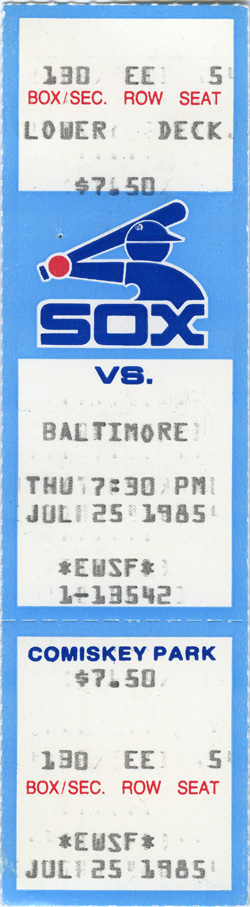 130 EE 5
BOX/SEC. ROW SEAT
LOWER DECK
$7.50
SOX
VS.
BALTIMORE
THU 7:30 PM
JUL 25 1985
*EWSF*
1-13542
COMISKEY PARK
$7.50
130 EE 5
BOX/SEC. ROW SEAT
*EWSF*
JUL 25 1985